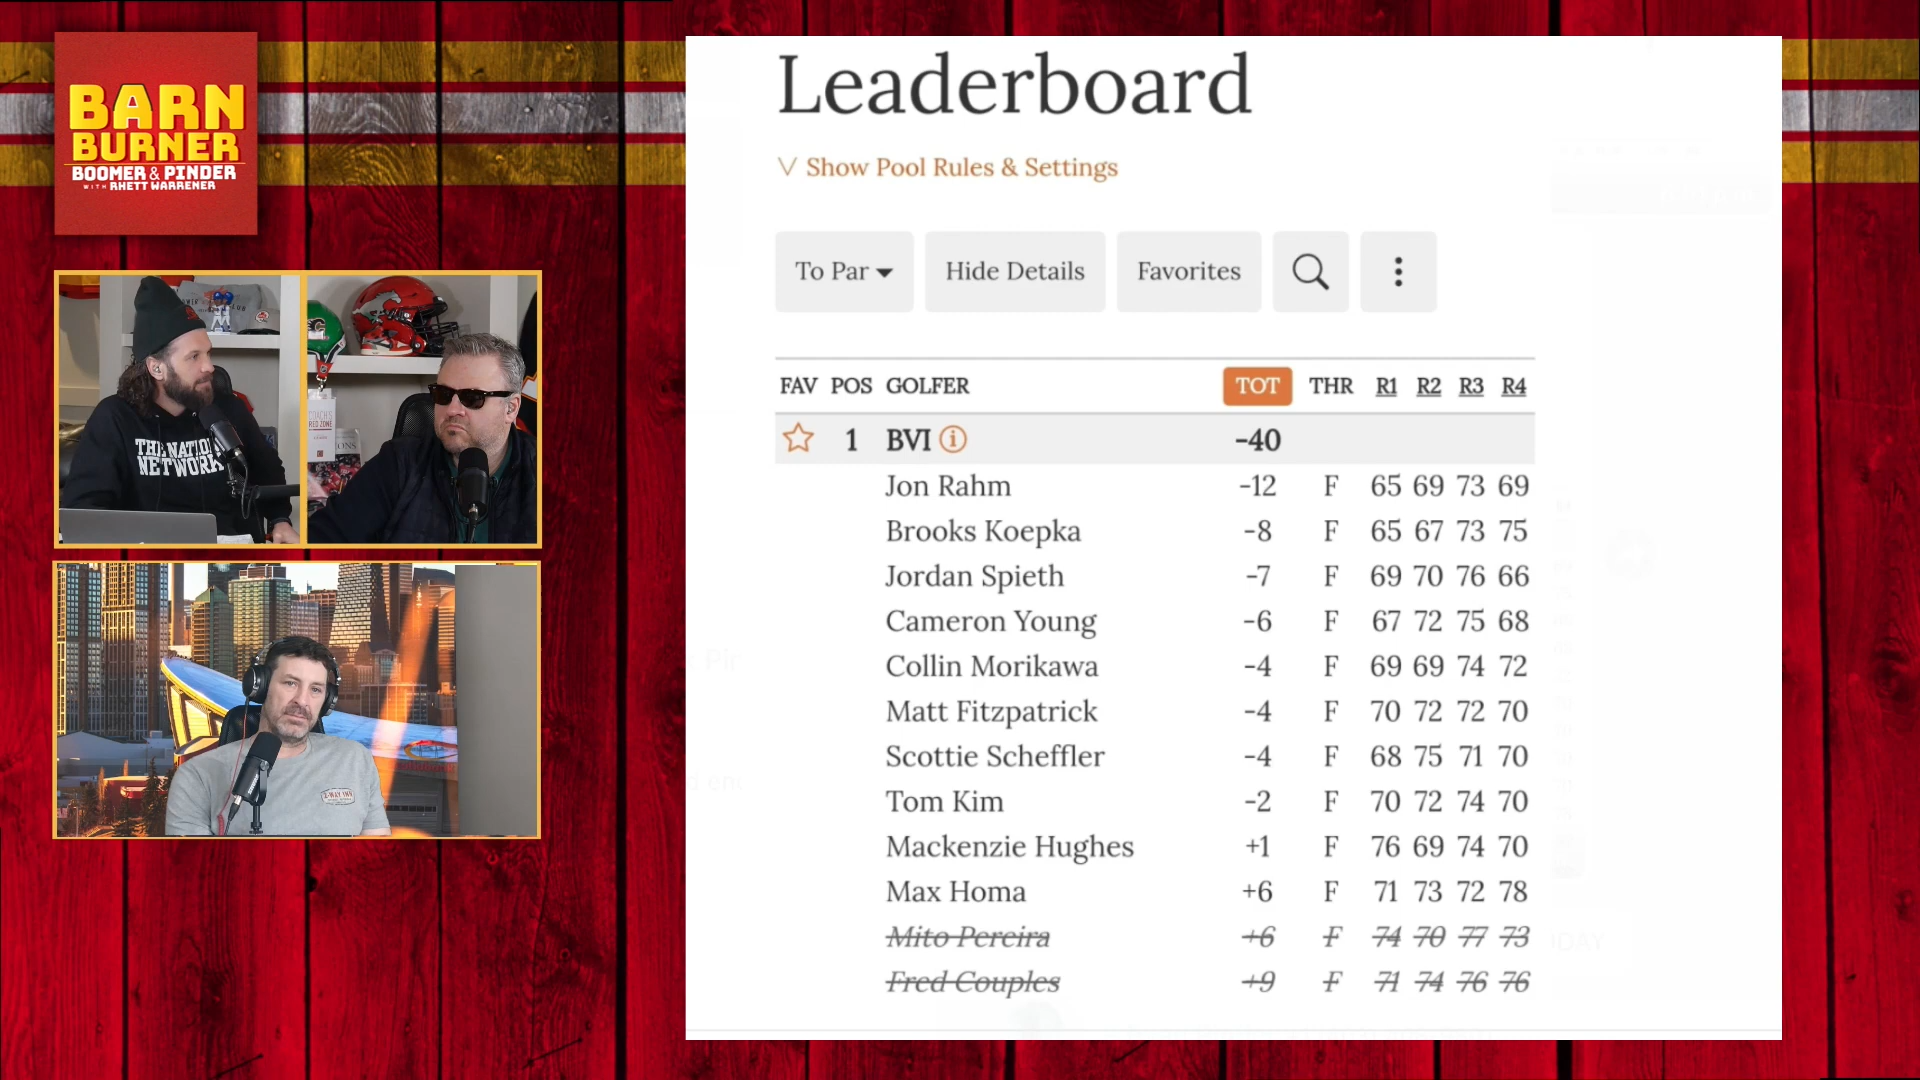 BARN
BURNER
BOOMER & PINDER
WITH RHETT WARRENER
THE NATION
NETWORK
COACH'S
RED ZONE
Leaderboard
Show Pool Rules & Settings
To Par
Hide Details
Favorites
FAV POS GOLFER TOT THR R1 R2 R3 R4
1 BVI -40
Jon Rahm -12 F 65 69 73 69
Brooks Koepka -8 F 65 67 73 75
Jordan Spieth -7 F 69 70 76 66
Cameron Young -6 F 67 72 75 68
Collin Morikawa -4 F 69 69 74 72
Matt Fitzpatrick -4 F 70 72 72 70
Scottie Scheffler -4 F 68 75 71 70
Tom Kim -2 F 70 72 74 70
Mackenzie Hughes +1 F 76 69 74 70
Max Homa +6 F 71 73 72 78
Mito Pereira +6 F 74 70 77 73
Fred Couples +9 F 71 74 76 76